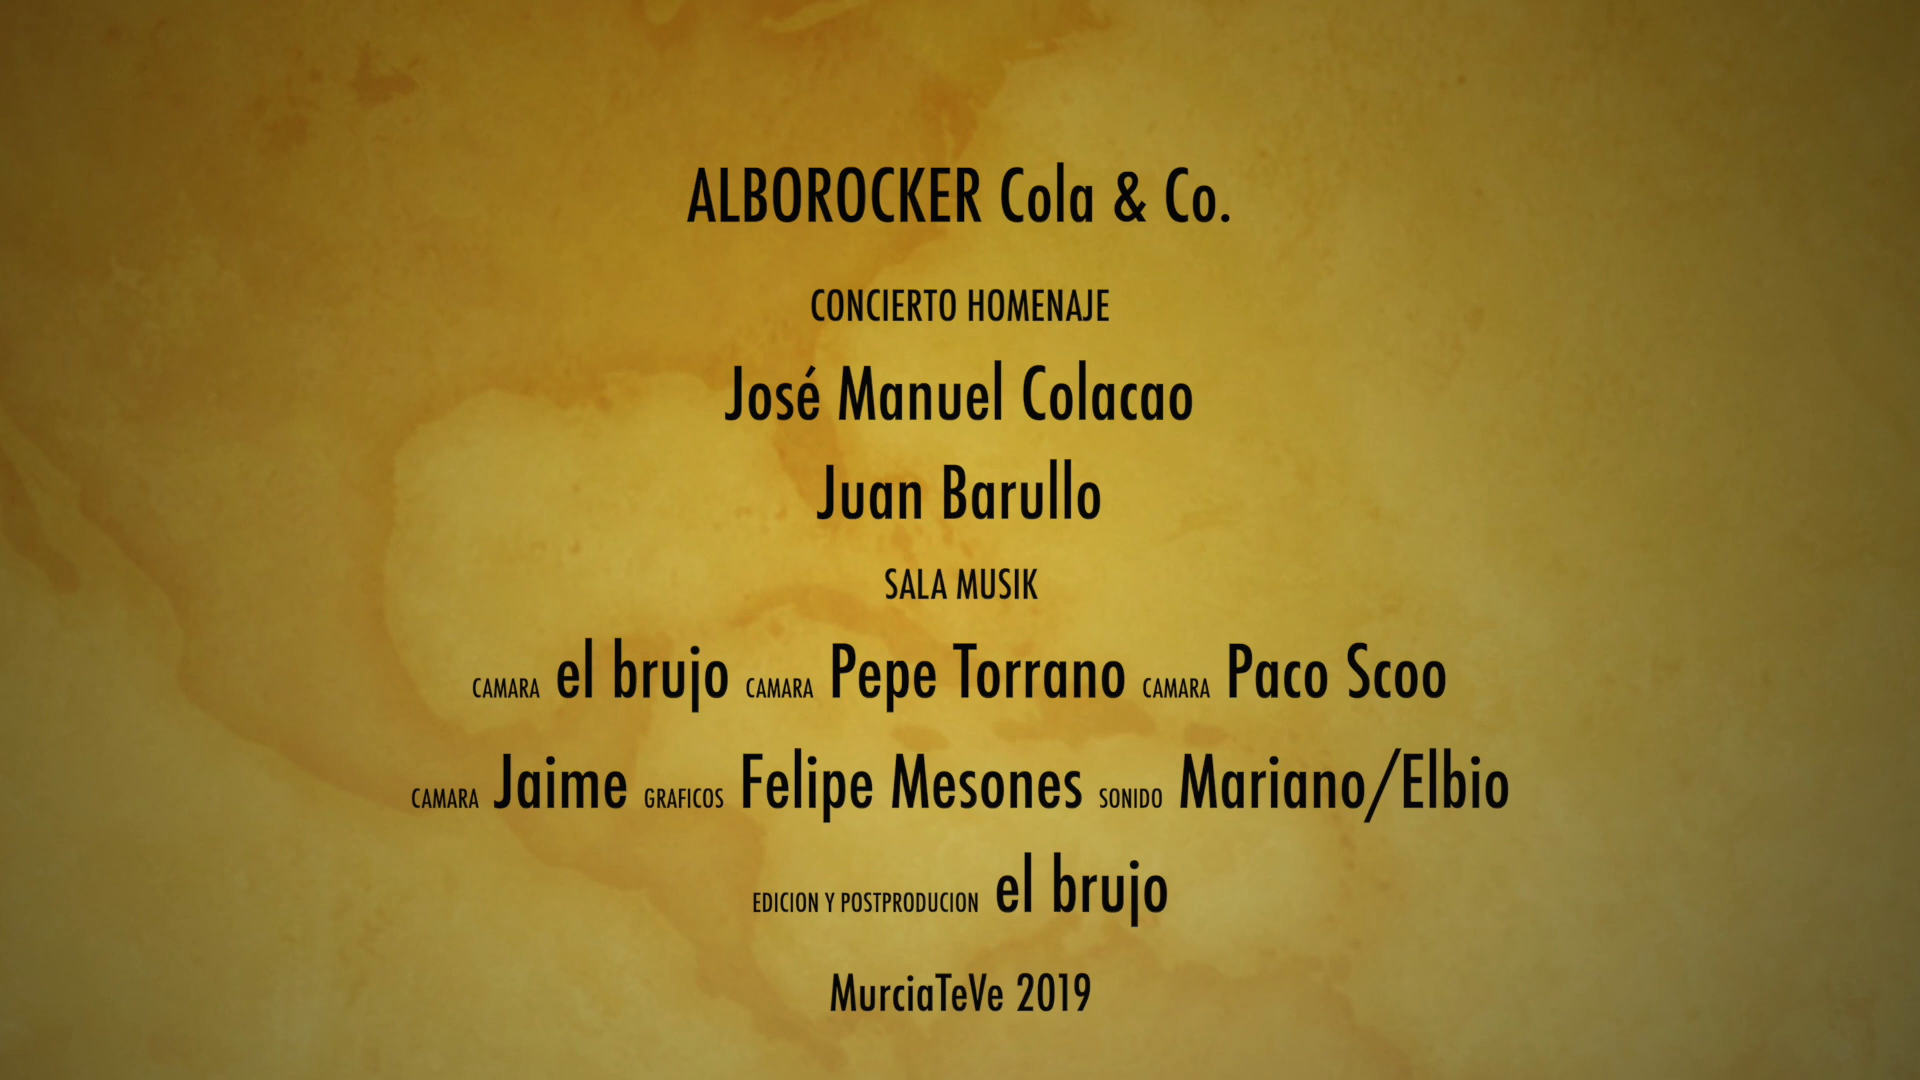 ALBOROCKER Cola & Co.
CONCIERTO HOMENAJE
José Manuel Colacao
Juan Barullo
SALA MUSIK
CAMARA el brujo CAMARA Pepe Torrano CAMARA Paco Scoo
CAMARA Jaime GRAFICOS Felipe Mesones SONIDO Mariano/Elbio
EDICION Y POSTPRODUCION el brujo
MurciaTeVe 2019